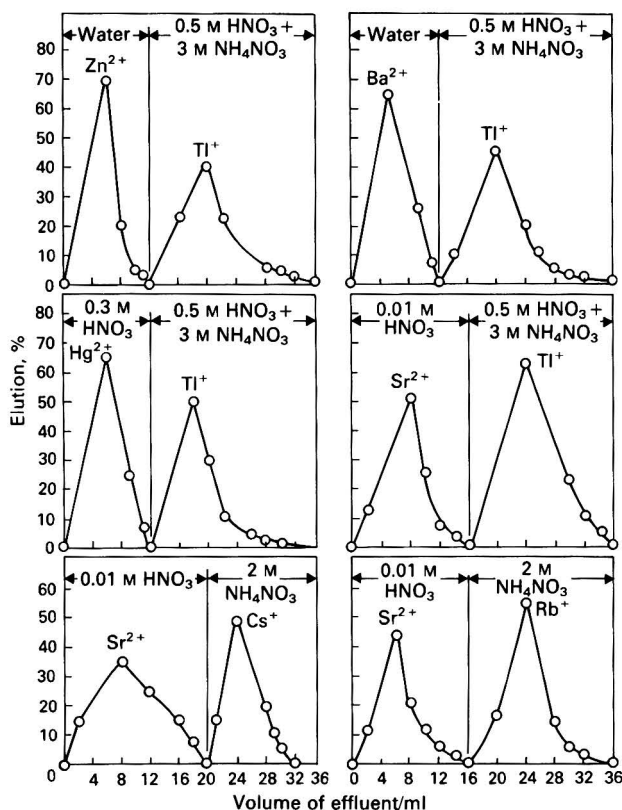 Water
0.5 M HNO3 +
3 M NH4NO3
80
70
60
50
40
30
20
10
0
Zn2+
Tl+
Water
0.5 M HNO3 +
3 M NH4NO3
Ba2+
Tl+
0.3 M
HNO3
0.5 M HNO3 +
3 M NH4NO3
80
70
60
50
40
30
20
10
0
Hg2+
Tl+
0.01 M
HNO3
0.5 M HNO3 +
3 M NH4NO3
Sr2+
Tl+
Elution, %
0.01 M HNO3
2 M
NH4NO3
60
50
40
30
20
10
0
Sr2+
Cs+
0 4 8 12 16 20 24 28 32 36
0.01 M
HNO3
2 M
NH4NO3
Sr2+
Rb+
0 4 8 12 16 20 24 28 32 36
Volume of effluent/ml